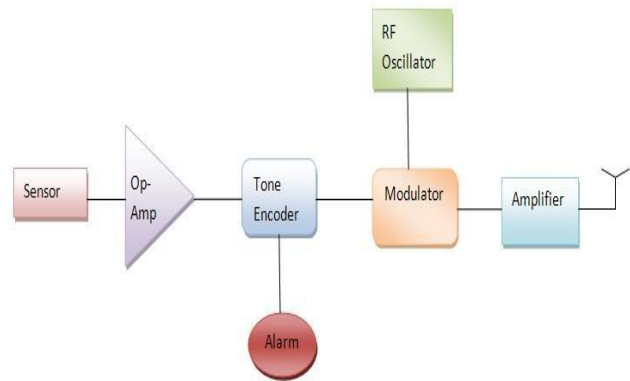 RF
Oscillator
Sensor
Op-
Amp
Tone
Encoder
Modulator
Amplifier
Alarm